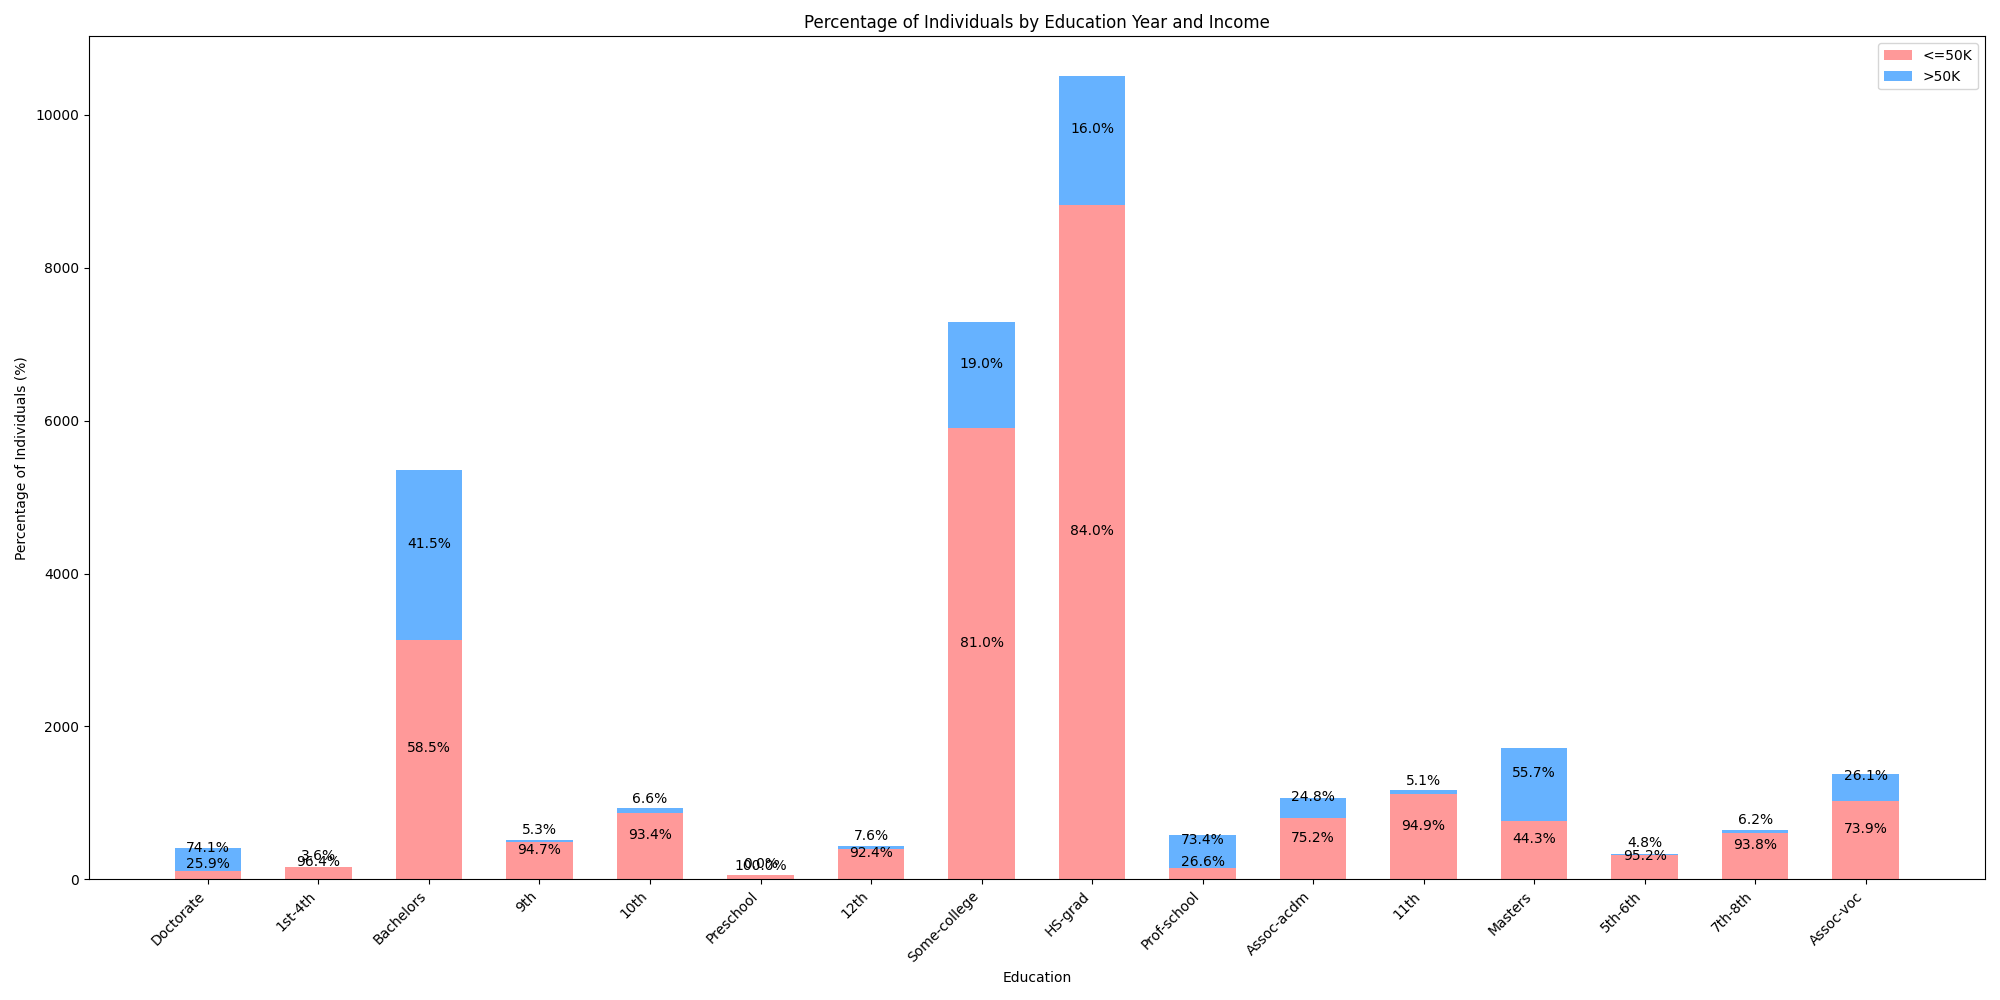 Percentage of Individuals by Education Year and Income
<=50K
>50K
Percentage of Individuals (%)
10000
8000
6000
4000
2000
0
74.1%
25.9%
3.6%
96.4%
41.5%
58.5%
5.3%
94.7%
6.6%
93.4%
0.0%
100.0%
7.6%
92.4%
19.0%
81.0%
16.0%
84.0%
73.4%
26.6%
24.8%
75.2%
5.1%
94.9%
55.7%
44.3%
4.8%
95.2%
6.2%
93.8%
26.1%
73.9%
Doctorate
1st-4th
Bachelors
9th
10th
Preschool
12th
Some-college
HS-grad
Prof-school
Assoc-acdm
11th
Masters
5th-6th
7th-8th
Assoc-voc
Education